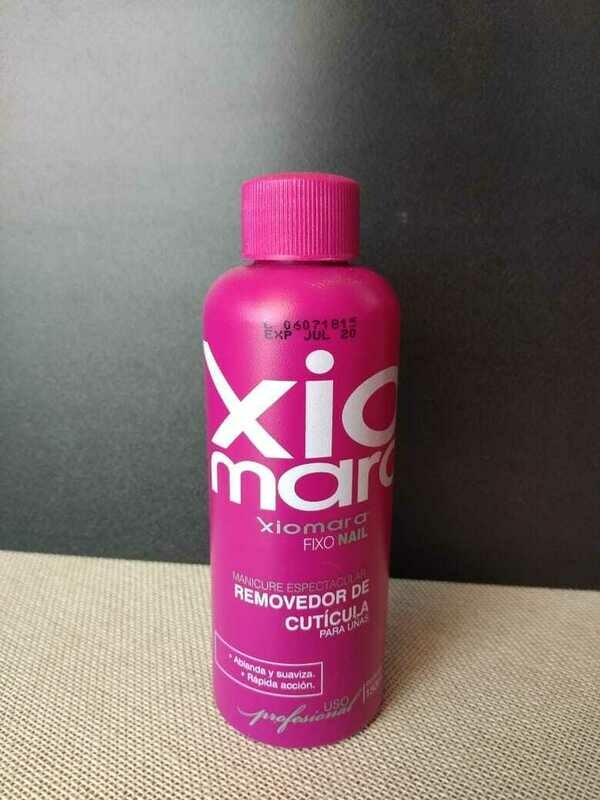 06071815
EXP JUL 20
xio
mara
xiomara
FIXO NAIL
MANICURE ESPECTACULAR
REMOVEDOR DE
CUTÍCULA
PARA UÑAS
+ Ablanda y suaviza.
+ Rápida acción.
USO
profesional